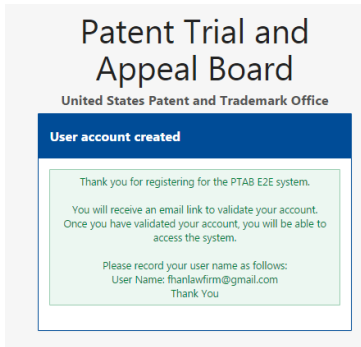 Patent Trial and
Appeal Board
United States Patent and Trademark Office
User account created
Thank you for registering for the PTAB E2E system.
You will receive an email link to validate your account.
Once you have validated your account, you will be able to
access the system.
Please record your user name as follows:
User Name: fhanlawfirm@gmail.com
Thank You